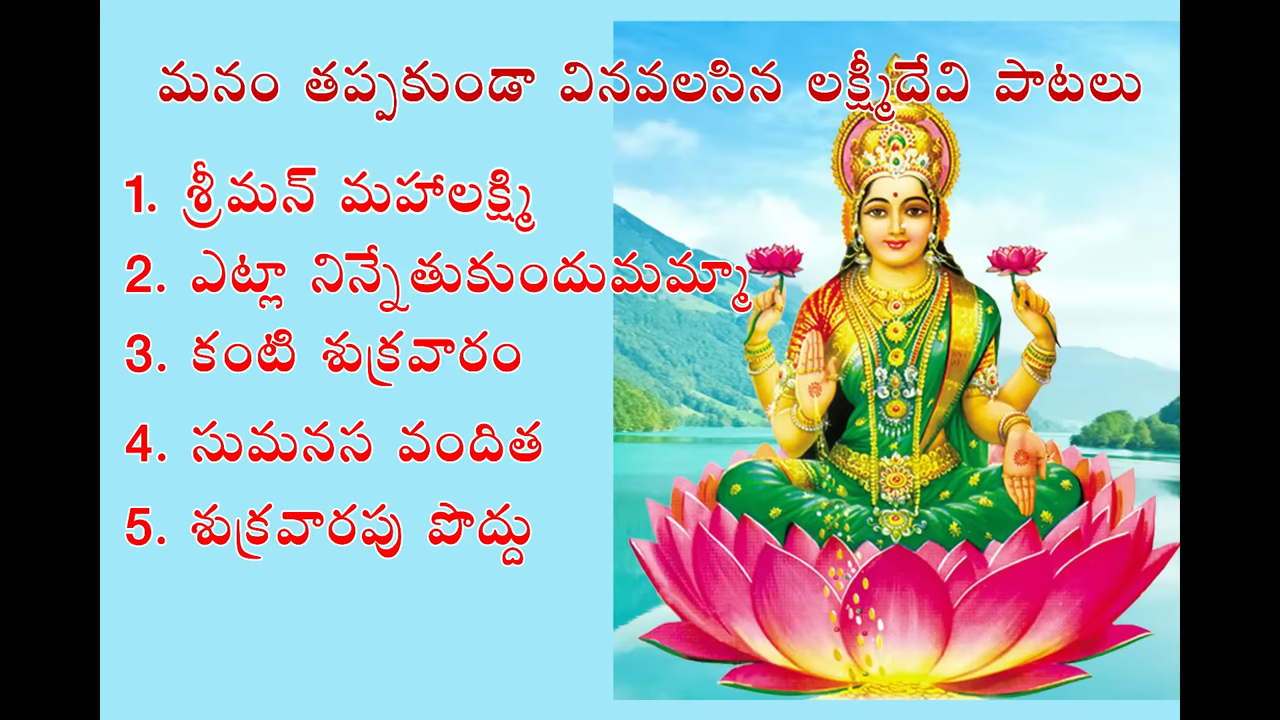 మనం తప్పకుండా వినవలసిన లక్ష్మీదేవి పాటలు
1. శ్రీమన్ మహాలక్ష్మి
2. ఎట్లా నిన్నేతుకుందుమమ్మా
3. కంటి శుక్రవారం
4. సుమనస వందిత
5. శుక్రవారపు పొద్దు